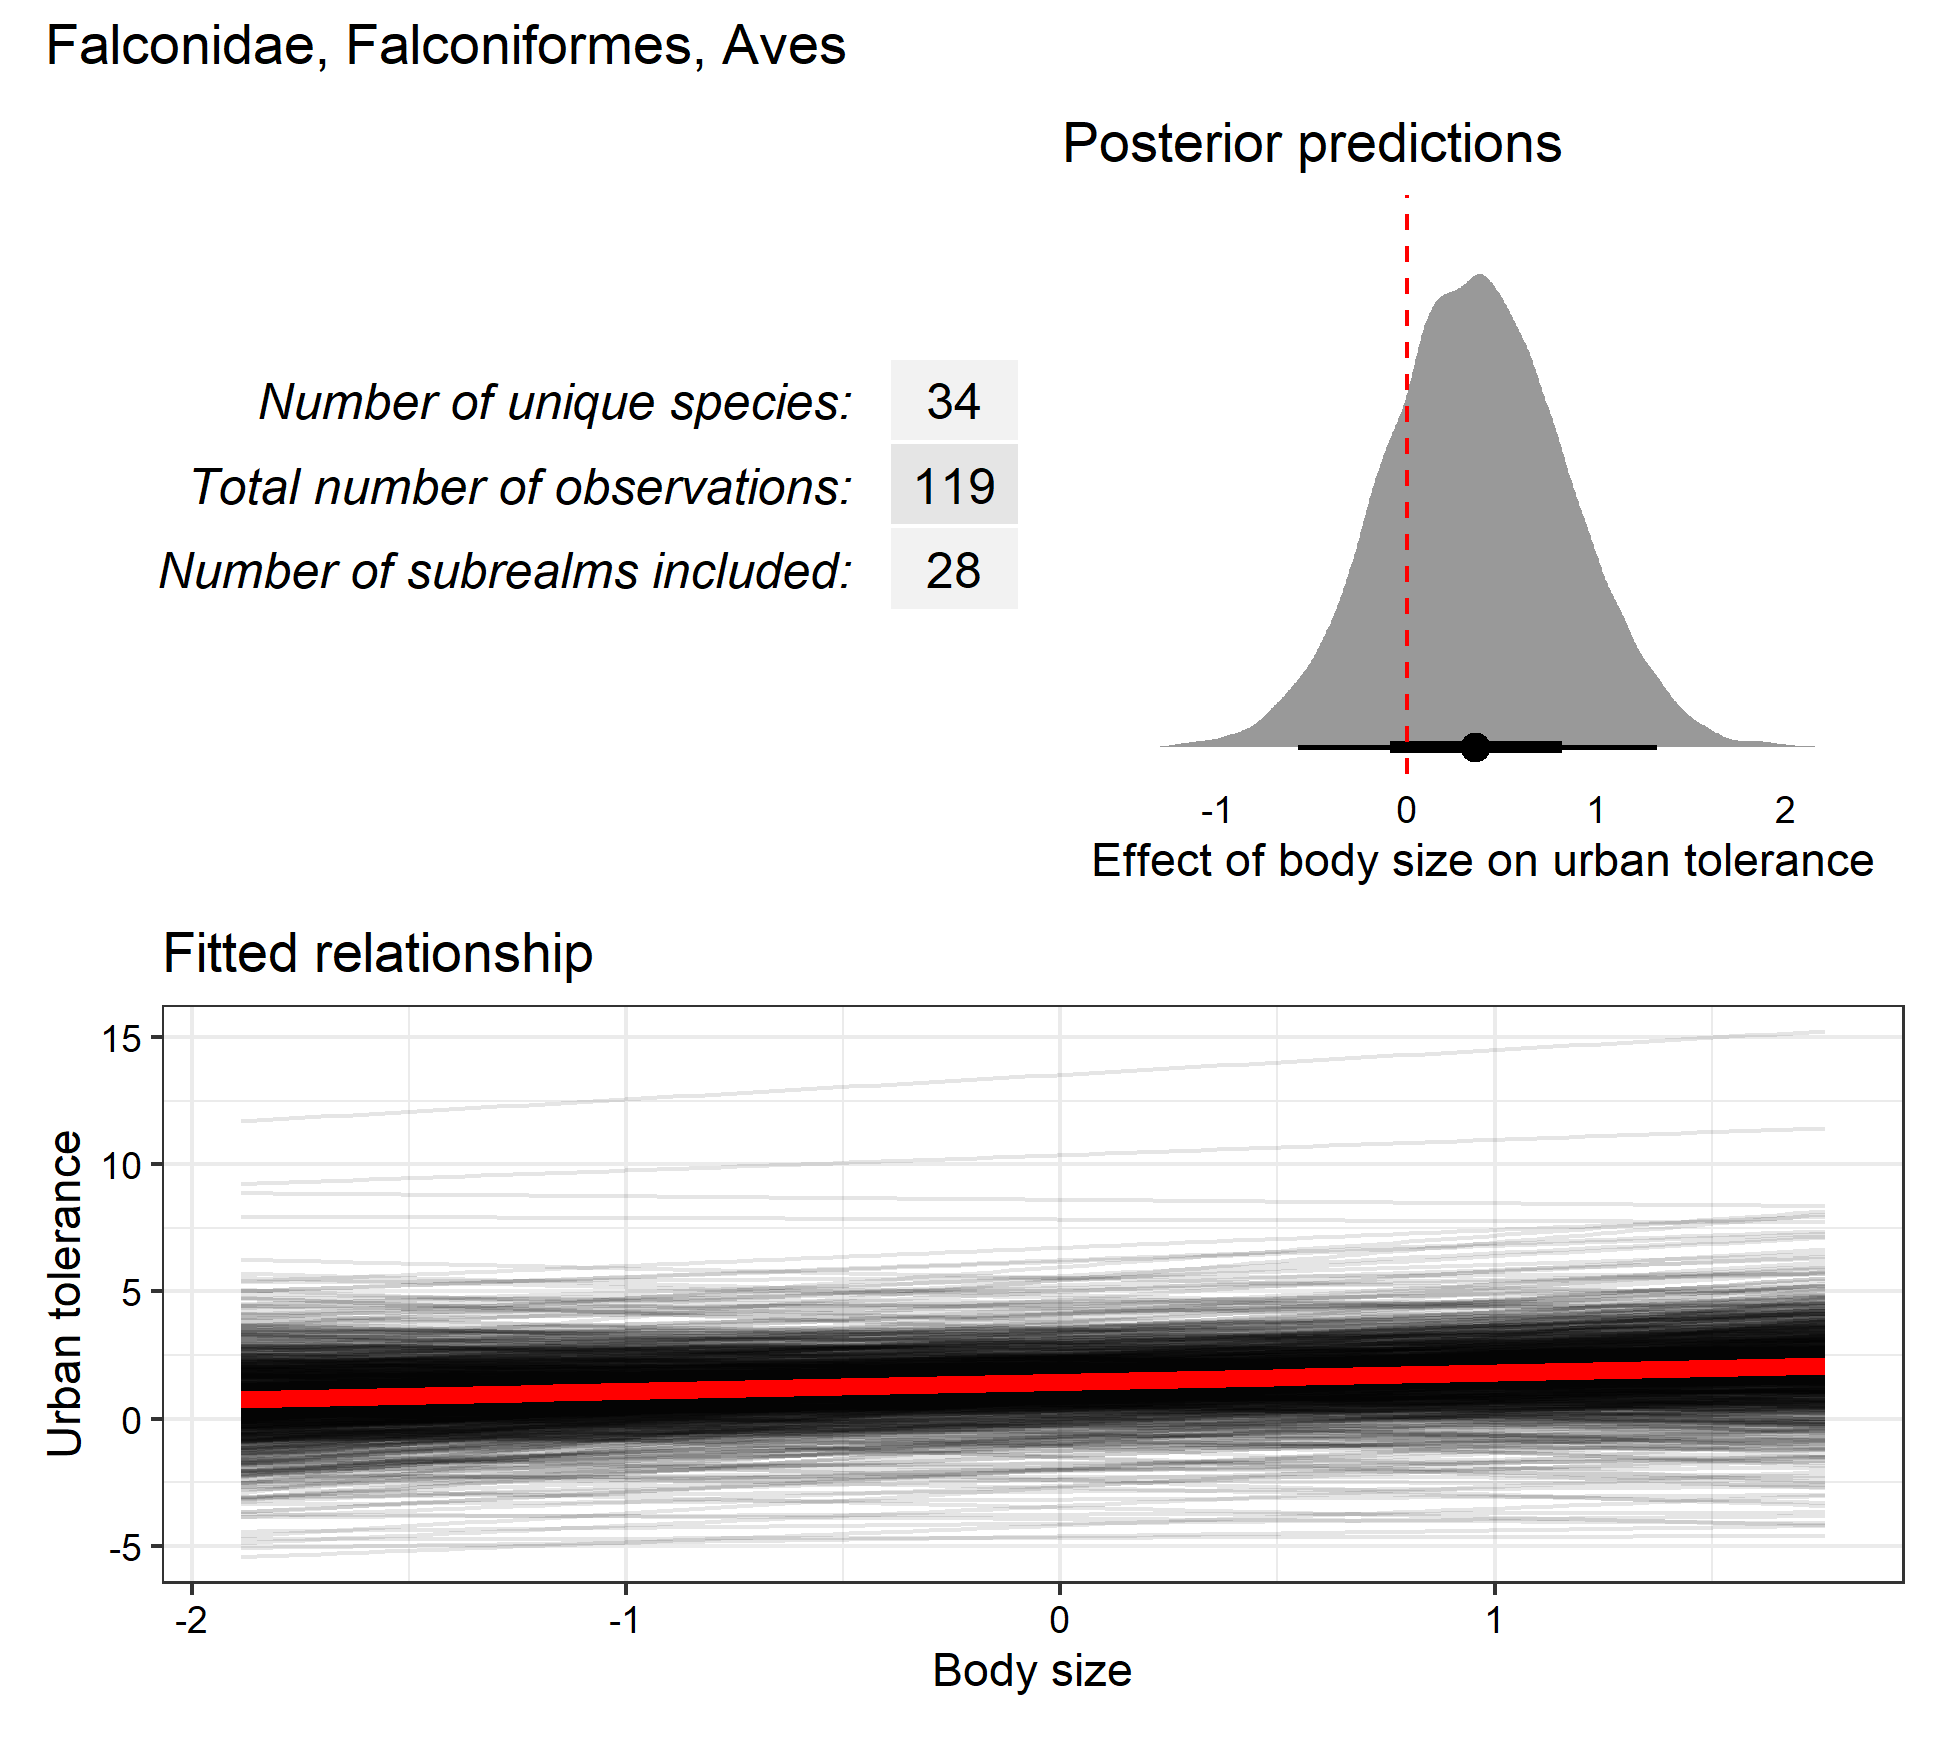 Falconidae, Falconiformes, Aves
Posterior predictions
Number of unique species: 34
Total number of observations: 119
Number of subrealms included: 28
-1 0 1 2
Effect of body size on urban tolerance
Fitted relationship
Urban tolerance
15
10
5
0
-5
-2 -1 0 1
Body size